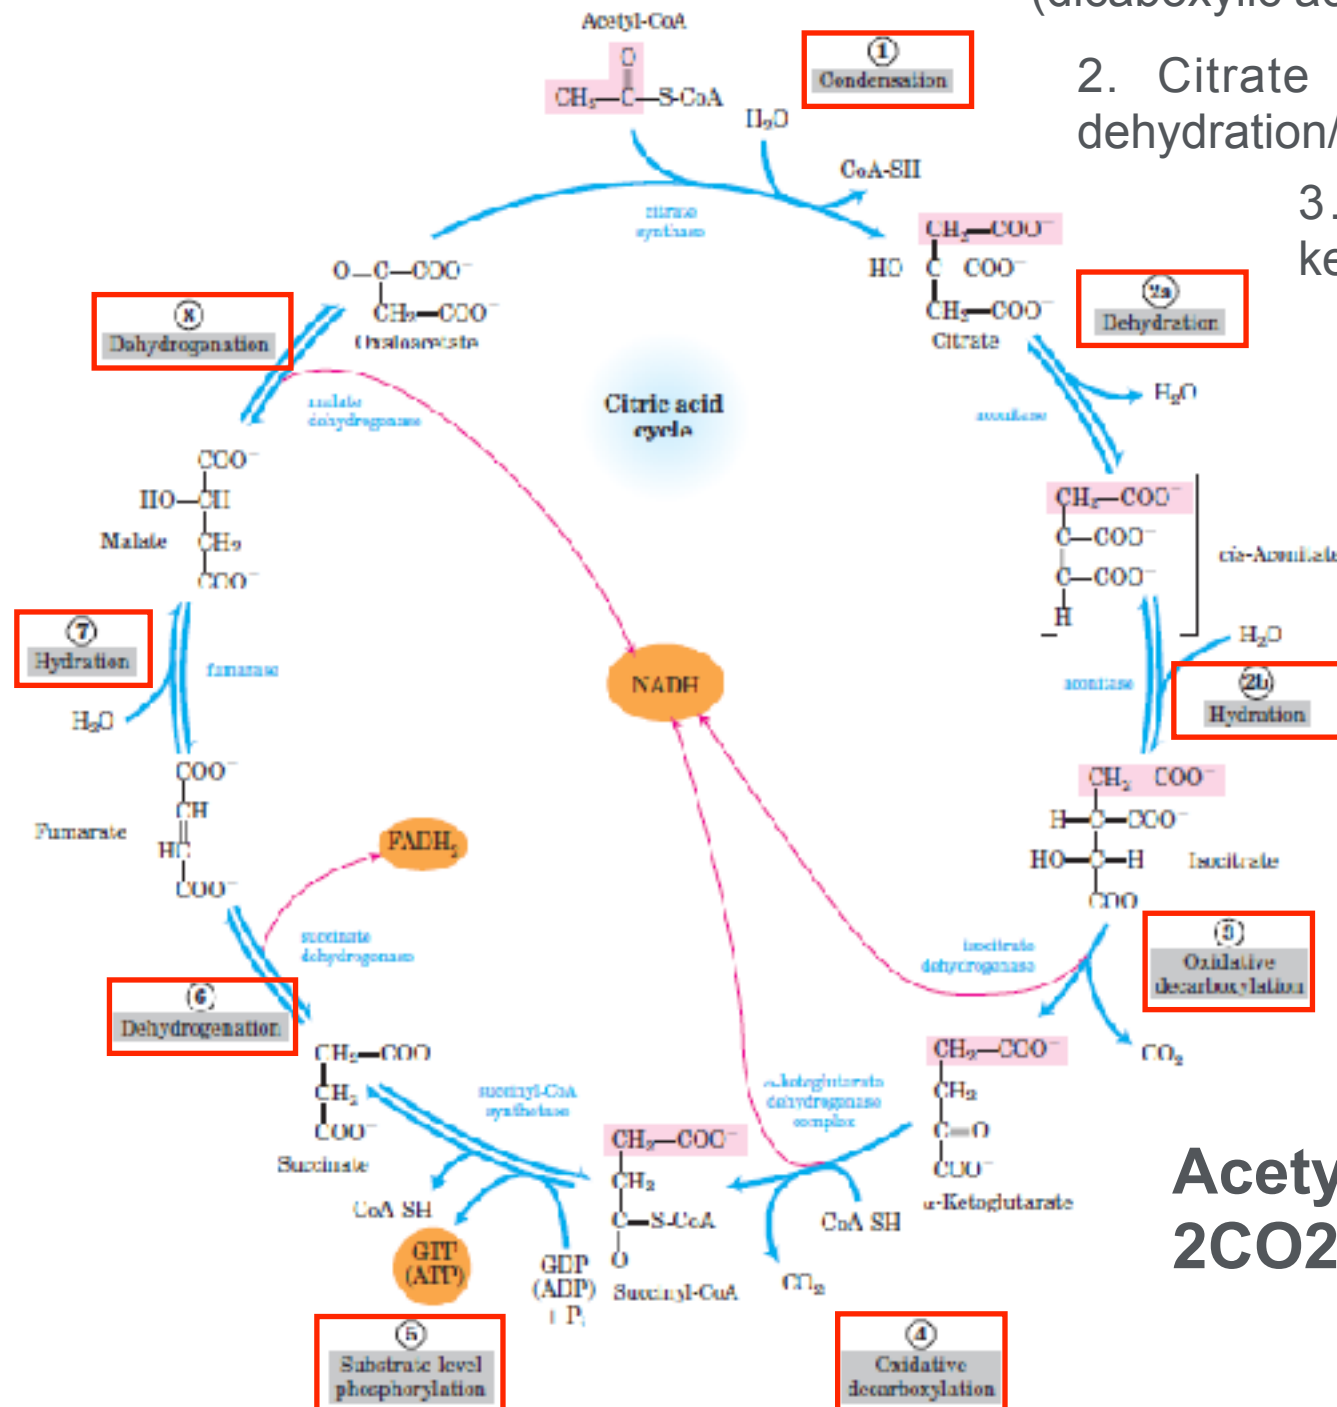 (dicaboxylic ac
2. Citrate
dehydration/
3.
ke
Acetyl-CoA
O
CH₃—C—S-CoA
①
Condensation
H₂O
CoA-SH
citrate
synthase
CH₂—COO⁻
HO C COO⁻
CH₂—COO⁻
Citrate
2a
Dehydration
H₂O
aconitase
CH₂—COO⁻
C—COO⁻
C—COO⁻
H
cis-Aconitate
H₂O
aconitase
2b
Hydration
CH₂ COO⁻
H—C—COO⁻
HO—C—H
COO
Isocitrate
③
Oxidative
decarboxylation
isocitrate
dehydrogenase
CO₂
CH₂—COO⁻
CH₂
C=O
COO⁻
α-Ketoglutarate
α-ketoglutarate
dehydrogenase
complex
CoA SH
CO₂
④
Oxidative
decarboxylation
CH₂—COO⁻
CH₂
C—S-CoA
O
Succinyl-CoA
succinyl-CoA
synthetase
GDP
(ADP)
+ Pᵢ
GTP
(ATP)
CoA SH
⑤
Substrate level
phosphorylation
CH₂—COO
CH₂
COO⁻
Succinate
⑥
Dehydrogenation
succinate
dehydrogenase
FADH₂
COO⁻
CH
HC
COO⁻
Fumarate
⑦
Hydration
H₂O
fumarase
COO⁻
HO—CH
CH₂
COO⁻
Malate
⑧
Dehydrogenation
malate
dehydrogenase
O—C—COO⁻
CH₂—COO⁻
Oxaloacetate
Citric acid
cycle
NADH
Acety
2CO2